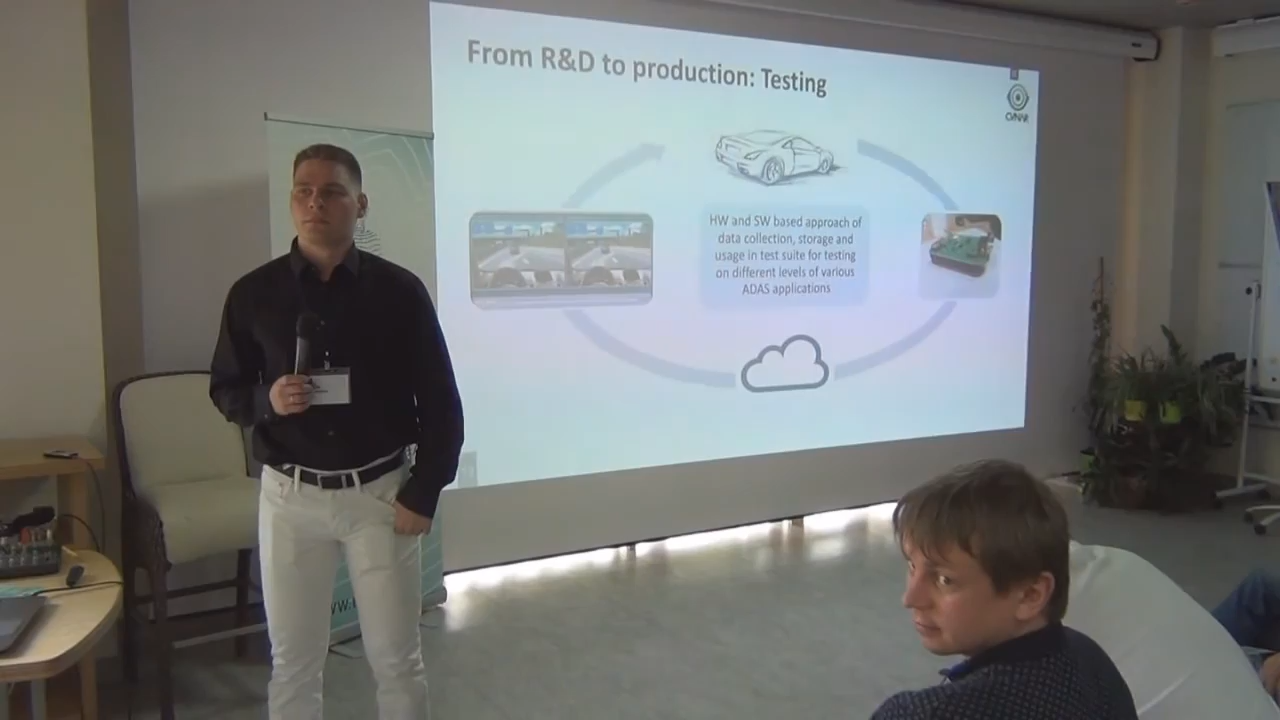 From R&D to production: Testing
HW and SW based approach of
data collection, storage and
usage in test suite for testing
on different levels of various
ADAS applications